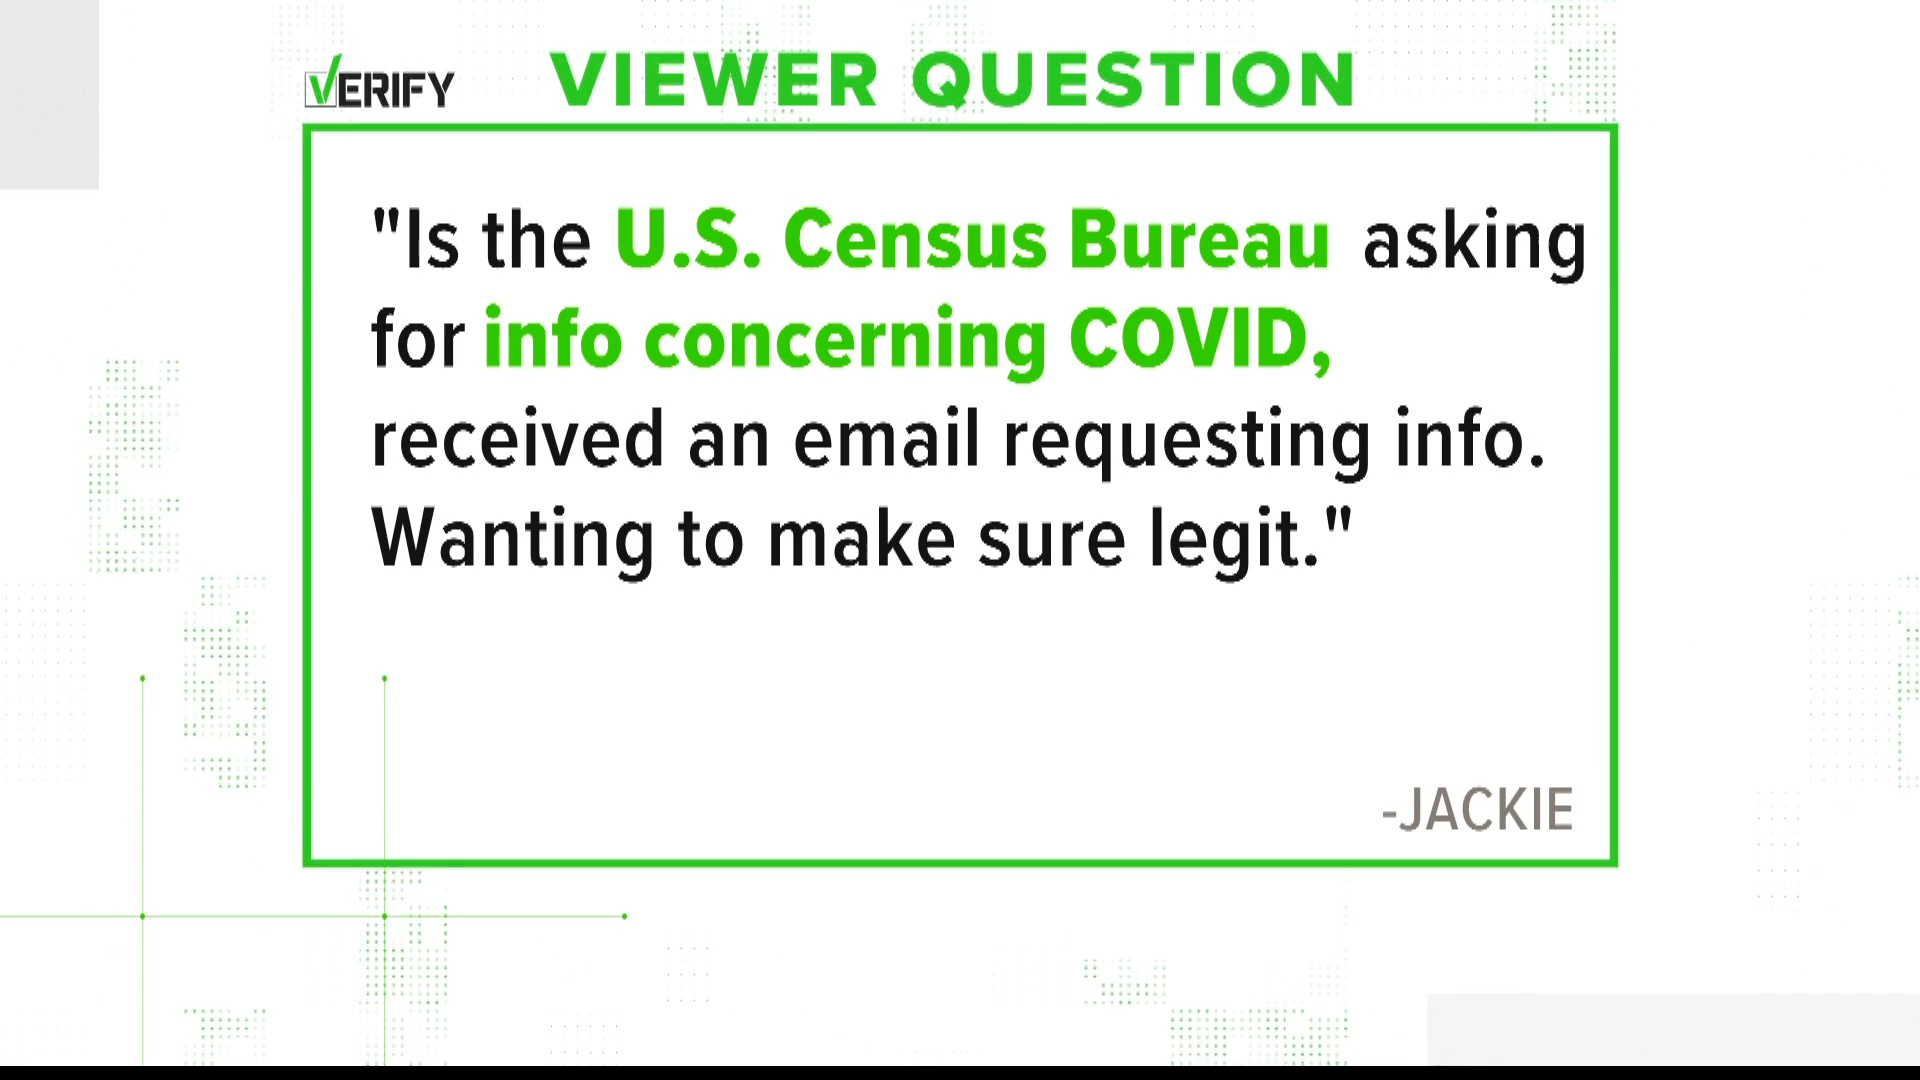 VERIFY
VIEWER QUESTION
"Is the U.S. Census Bureau asking
for info concerning COVID,
received an email requesting info.
Wanting to make sure legit."
-JACKIE